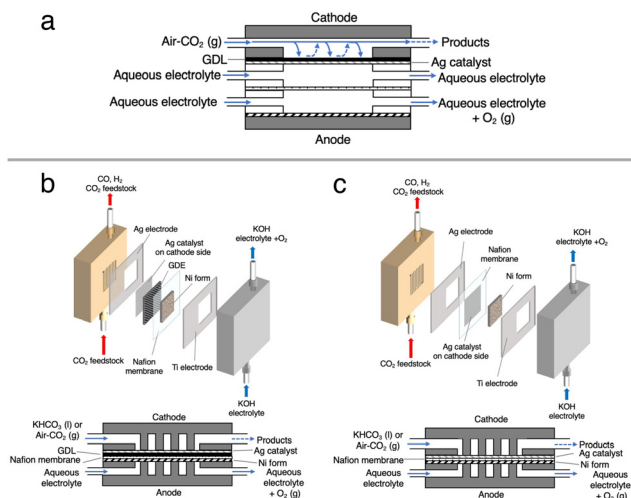 a
Cathode
Air-CO₂ (g)
Products
GDL
Ag catalyst
Aqueous electrolyte
Aqueous electrolyte
Aqueous electrolyte
Aqueous electrolyte
+ O₂ (g)
Anode
b
CO, H₂
CO₂ feedstock
Ag electrode
Ag catalyst
on cathode side
GDE
Ni form
KOH
electrolyte +O₂
CO₂ feedstock
Nafion
membrane
Ti electrode
KOH
electrolyte
Cathode
KHCO₃ (l) or
Air-CO₂ (g)
Products
GDL
Ag catalyst
Nafion membrane
Ni form
Aqueous
electrolyte
Aqueous
electrolyte
+ O₂ (g)
Anode
c
CO, H₂
CO₂ feedstock
Ag electrode
Nafion
membrane
Ni form
KOH
electrolyte +O₂
CO₂ feedstock
Ag catalyst
on cathode side
Ti electrode
KOH
electrolyte
Cathode
KHCO₃ (l) or
Air-CO₂ (g)
Products
Ag catalyst
Nafion membrane
Ni form
Aqueous
electrolyte
Aqueous
electrolyte
+ O₂ (g)
Anode